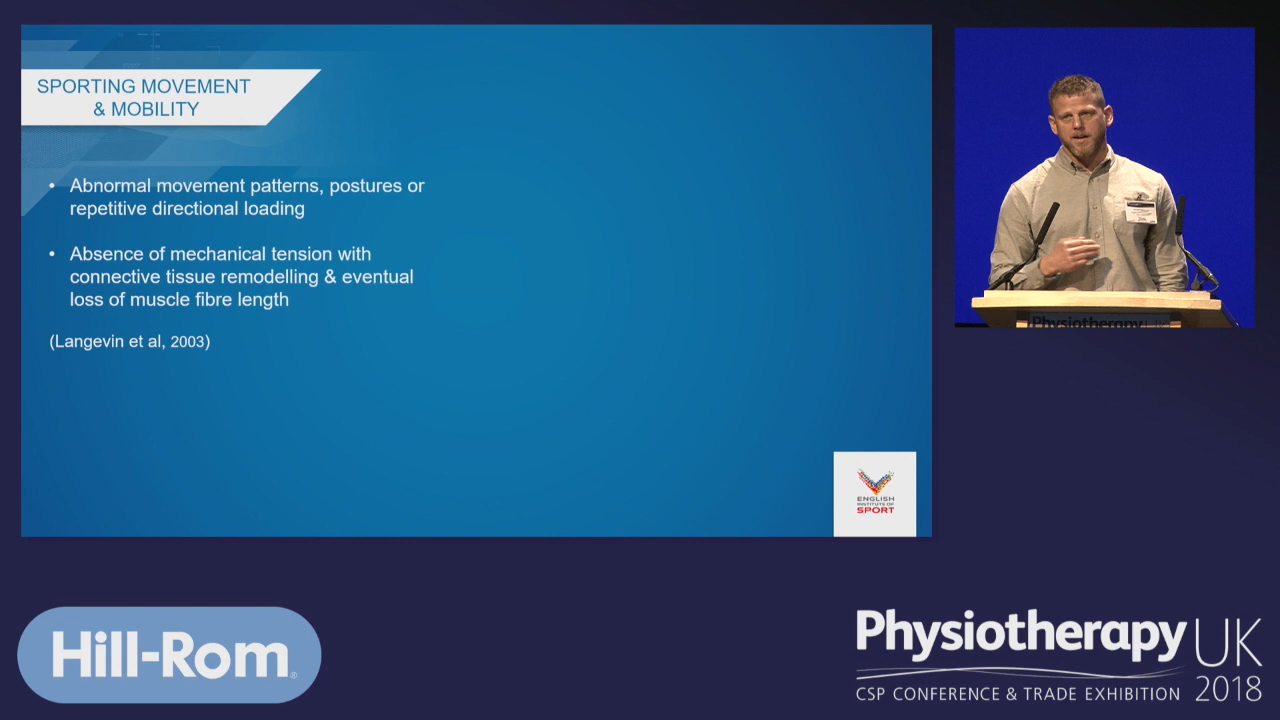 SPORTING MOVEMENT
& MOBILITY
• Abnormal movement patterns, postures or
repetitive directional loading
• Absence of mechanical tension with
connective tissue remodelling & eventual
loss of muscle fibre length
(Langevin et al, 2003)
ENGLISH
INSTITUTE OF
SPORT
Physiotherapy UK
Hill-Rom®
Physiotherapy UK
CSP CONFERENCE & TRADE EXHIBITION 2018